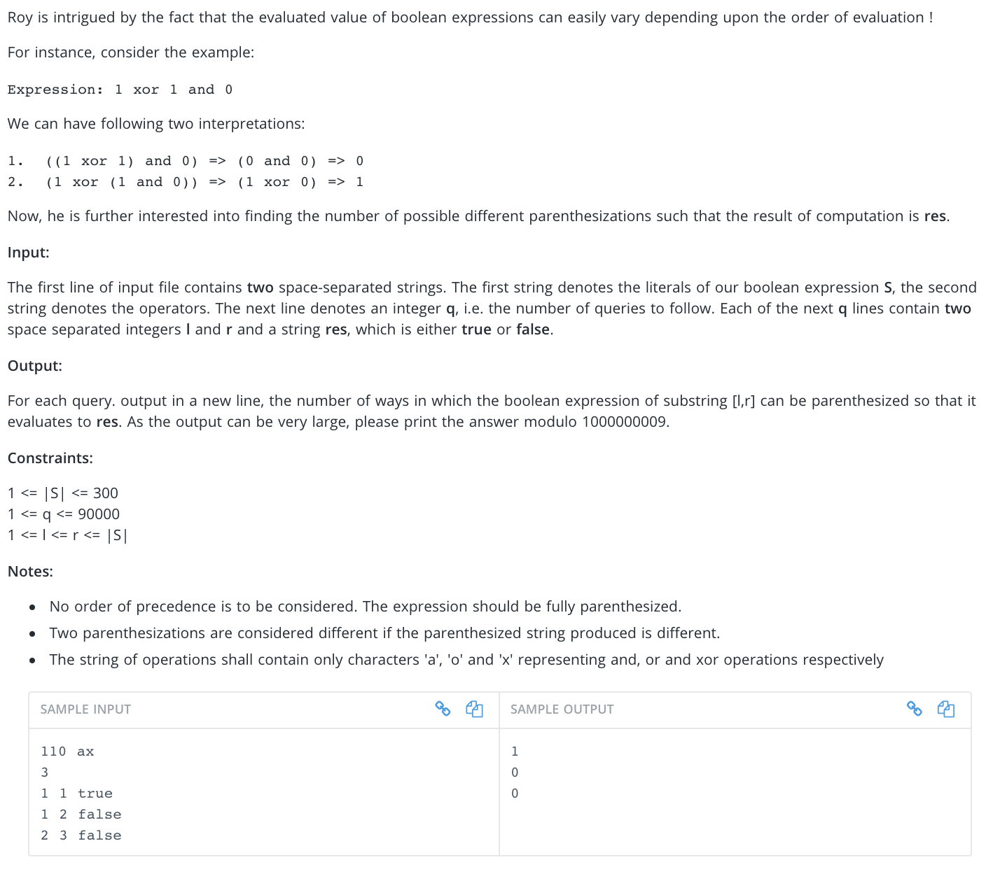 Roy is intrigued by the fact that the evaluated value of boolean expressions can easily vary depending upon the order of evaluation !
For instance, consider the example:
Expression: 1 xor 1 and 0
We can have following two interpretations:
1. ((1 xor 1) and 0) => (0 and 0) => 0
2. (1 xor (1 and 0)) => (1 xor 0) => 1
Now, he is further interested into finding the number of possible different parenthesizations such that the result of computation is res.
Input:
The first line of input file contains two space-separated strings. The first string denotes the literals of our boolean expression S, the second
string denotes the operators. The next line denotes an integer q, i.e. the number of queries to follow. Each of the next q lines contain two
space separated integers l and r and a string res, which is either true or false.
Output:
For each query. output in a new line, the number of ways in which the boolean expression of substring [l,r] can be parenthesized so that it
evaluates to res. As the output can be very large, please print the answer modulo 1000000009.
Constraints:
1 <= |S| <= 300
1 <= q <= 90000
1 <= l <= r <= |S|
Notes:
• No order of precedence is to be considered. The expression should be fully parenthesized.
• Two parenthesizations are considered different if the parenthesized string produced is different.
• The string of operations shall contain only characters 'a', 'o' and 'x' representing and, or and xor operations respectively
SAMPLE INPUT
110 ax
3
1 1 true
1 2 false
2 3 false
SAMPLE OUTPUT
1
0
0